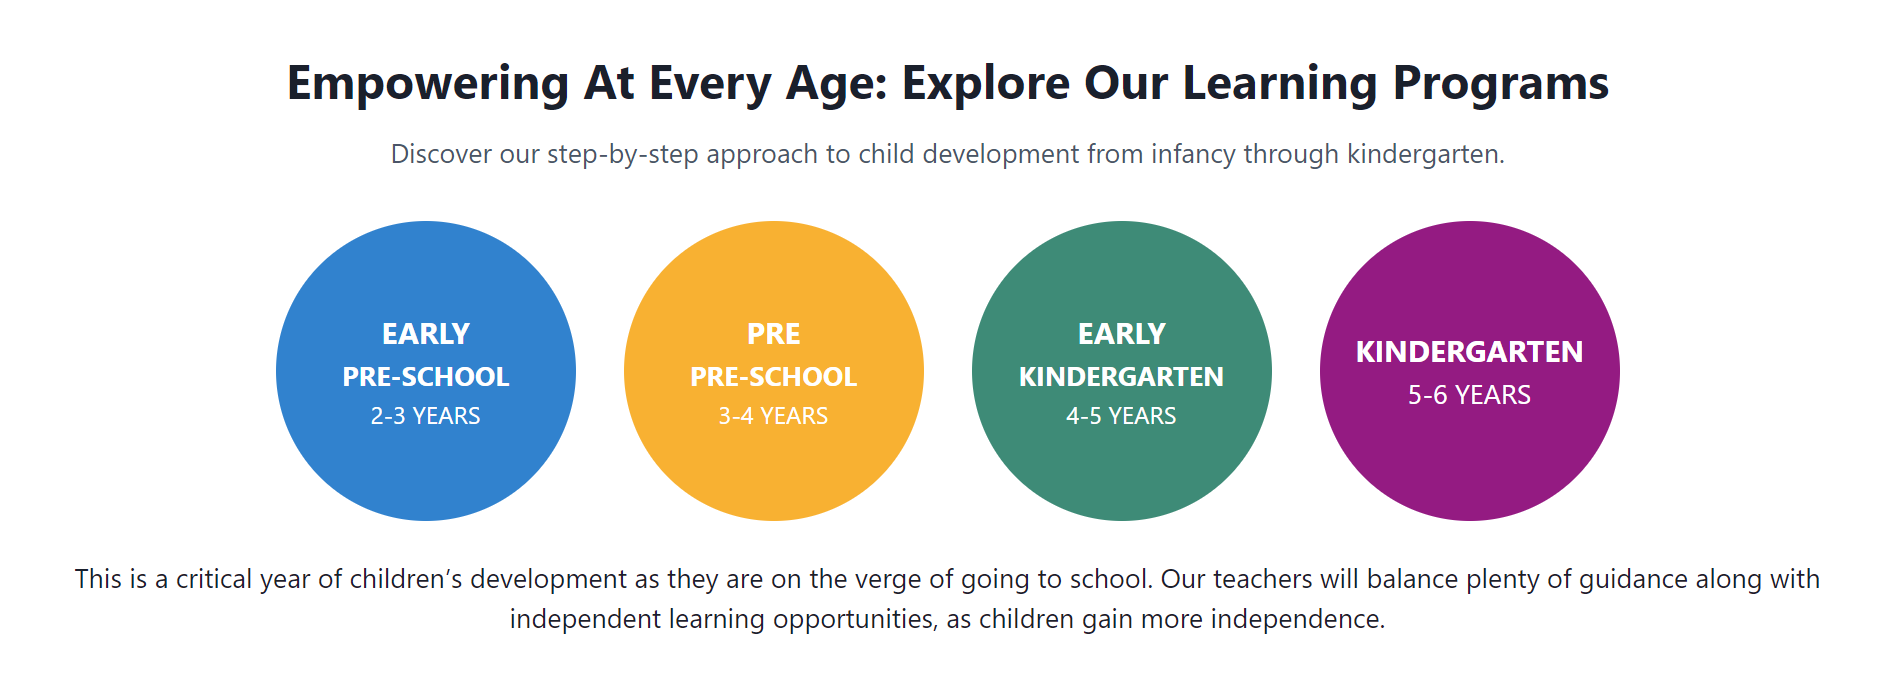 Empowering At Every Age: Explore Our Learning Programs
Discover our step-by-step approach to child development from infancy through kindergarten.
EARLY
PRE-SCHOOL
2-3 YEARS
PRE
PRE-SCHOOL
3-4 YEARS
EARLY
KINDERGARTEN
4-5 YEARS
KINDERGARTEN
5-6 YEARS
This is a critical year of children’s development as they are on the verge of going to school. Our teachers will balance plenty of guidance along with
independent learning opportunities, as children gain more independence.